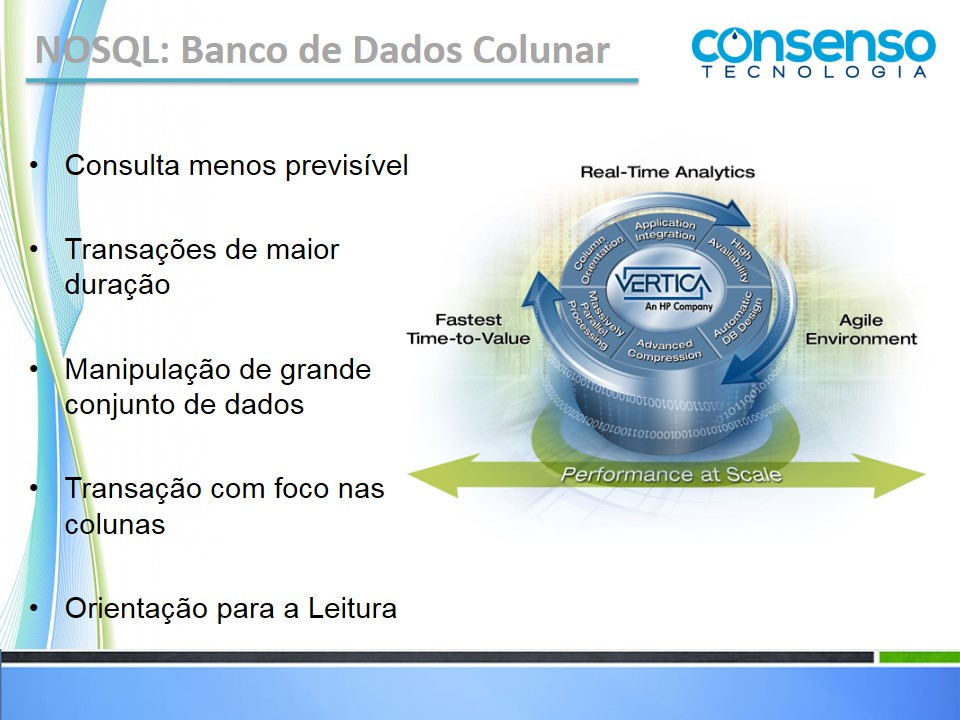 NOSQL: Banco de Dados Colunar
consenso
TECNOLOGIA
• Consulta menos previsível
• Transações de maior
duração
• Manipulação de grande
conjunto de dados
• Transação com foco nas
colunas
• Orientação para a Leitura
Real-Time Analytics
Application
Integration
High
Availability
Automatic
DB Design
Advanced
Compression
Massively
Parallel
Processing
Column
Orientation
VERTICA
An HP Company
Fastest
Time-to-Value
Agile
Environment
Performance at Scale